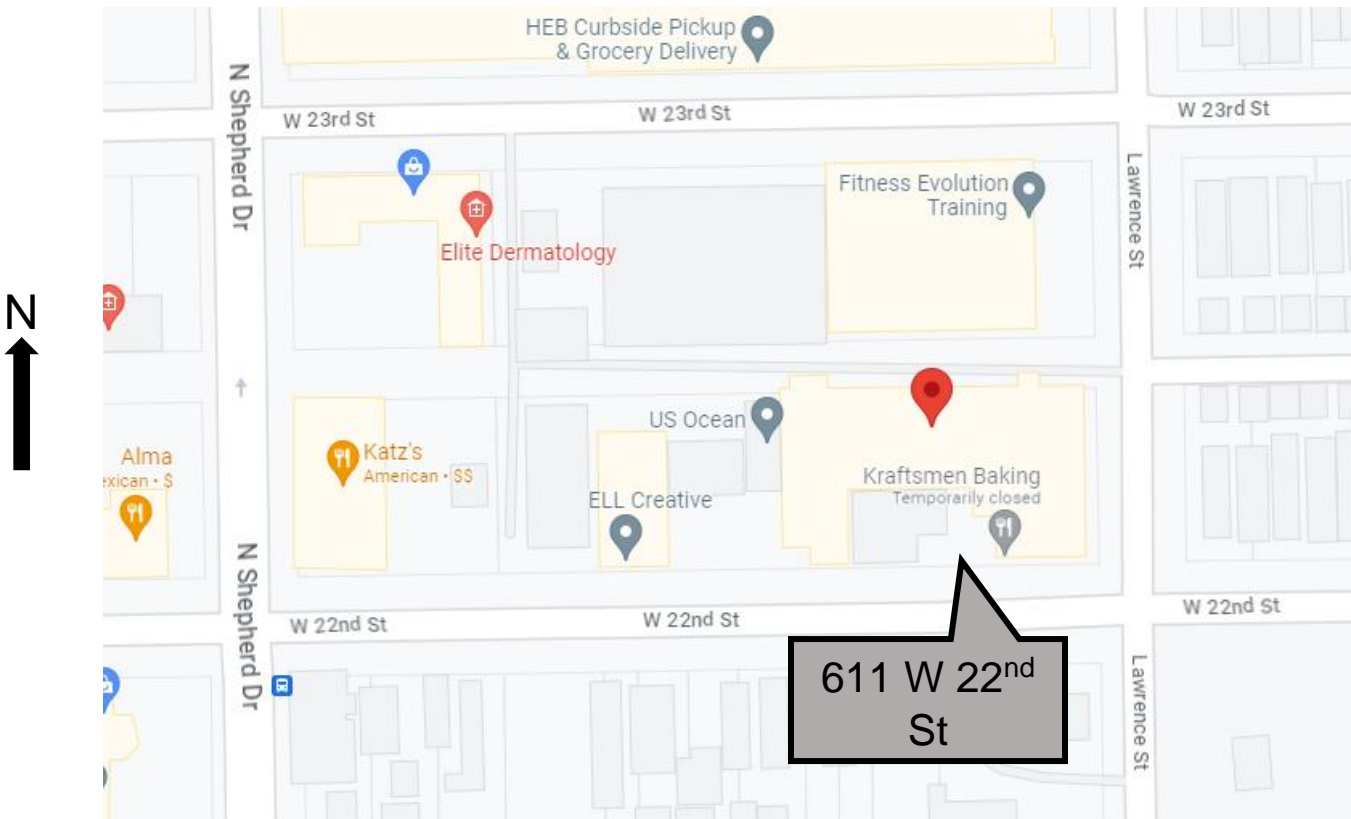 HEB Curbside Pickup
& Grocery Delivery
N Shepherd Dr
W 23rd St
W 23rd St
W 23rd St
Lawrence St
Fitness Evolution
Training
Elite Dermatology
N
US Ocean
Katz's
American • $$
Alma
exican • $
Kraftsmen Baking
Temporarily closed
ELL Creative
N Shepherd Dr
W 22nd St
W 22nd St
W 22nd St
611 W 22nd
St
Lawrence St